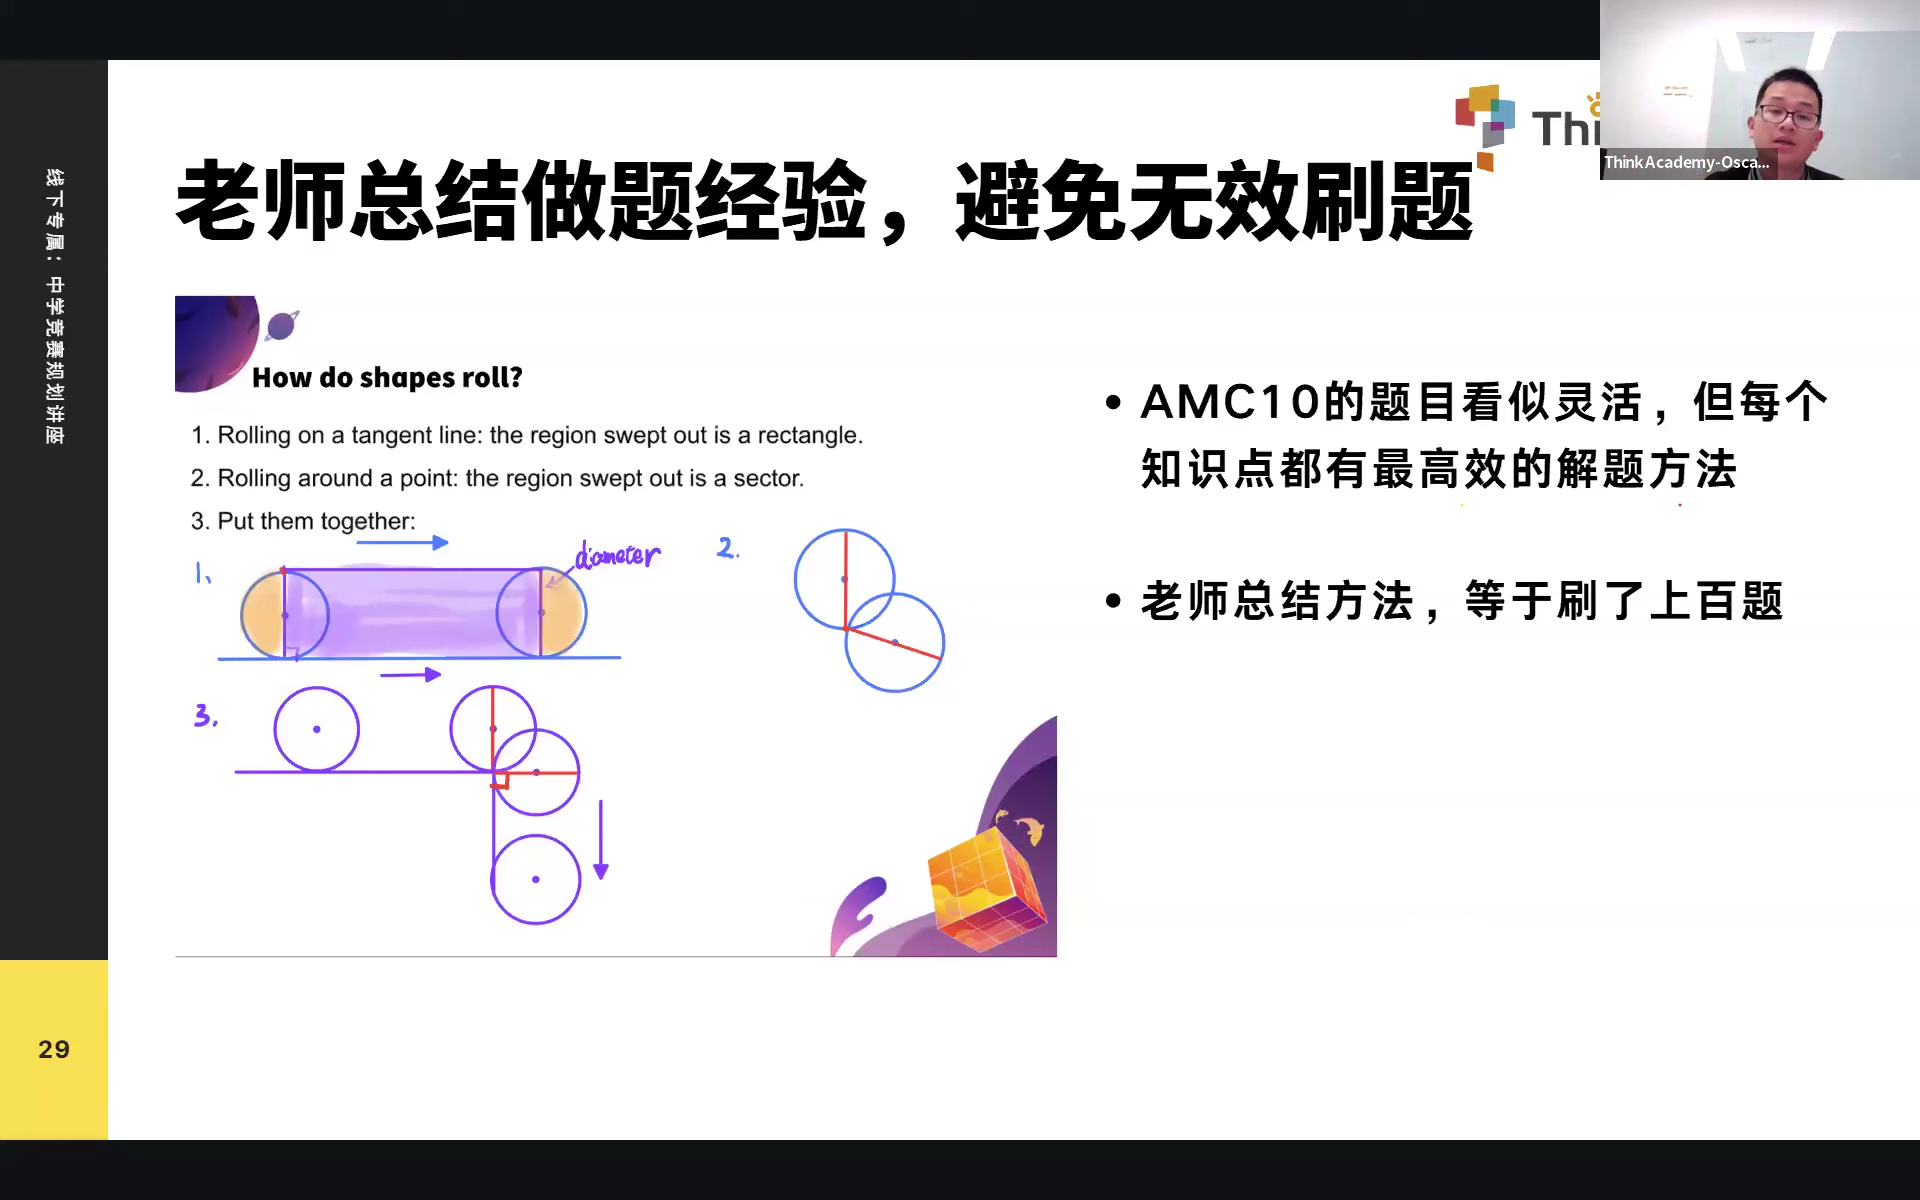 线下专属：中学竞赛规划讲座
Thi
ThinkAcademy-Osca...
老师总结做题经验，避免无效刷题
How do shapes roll?
1. Rolling on a tangent line: the region swept out is a rectangle.
2. Rolling around a point: the region swept out is a sector.
3. Put them together:
1.
diameter
2.
3.
• AMC10的题目看似灵活，但每个
知识点都有最高效的解题方法
• 老师总结方法，等于刷了上百题
29